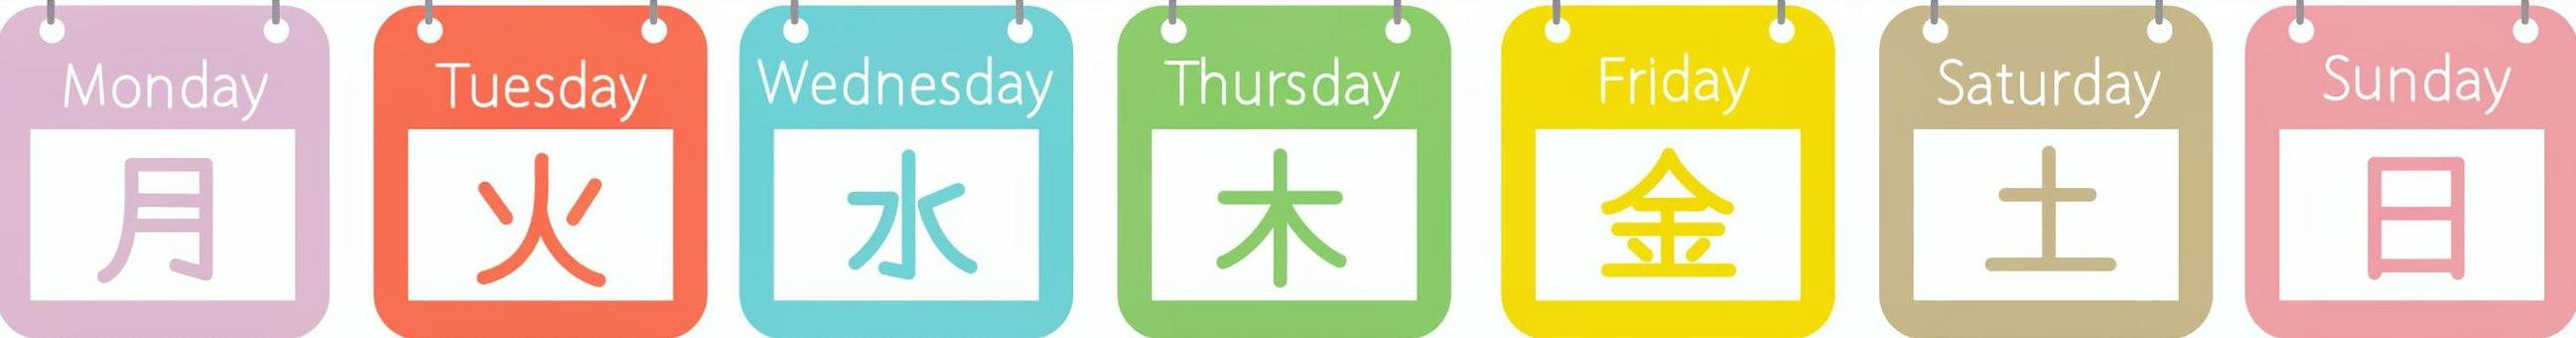 Monday
月
Tuesday
火
Wednesday
水
Thursday
木
Friday
金
Saturday
土
Sunday
日